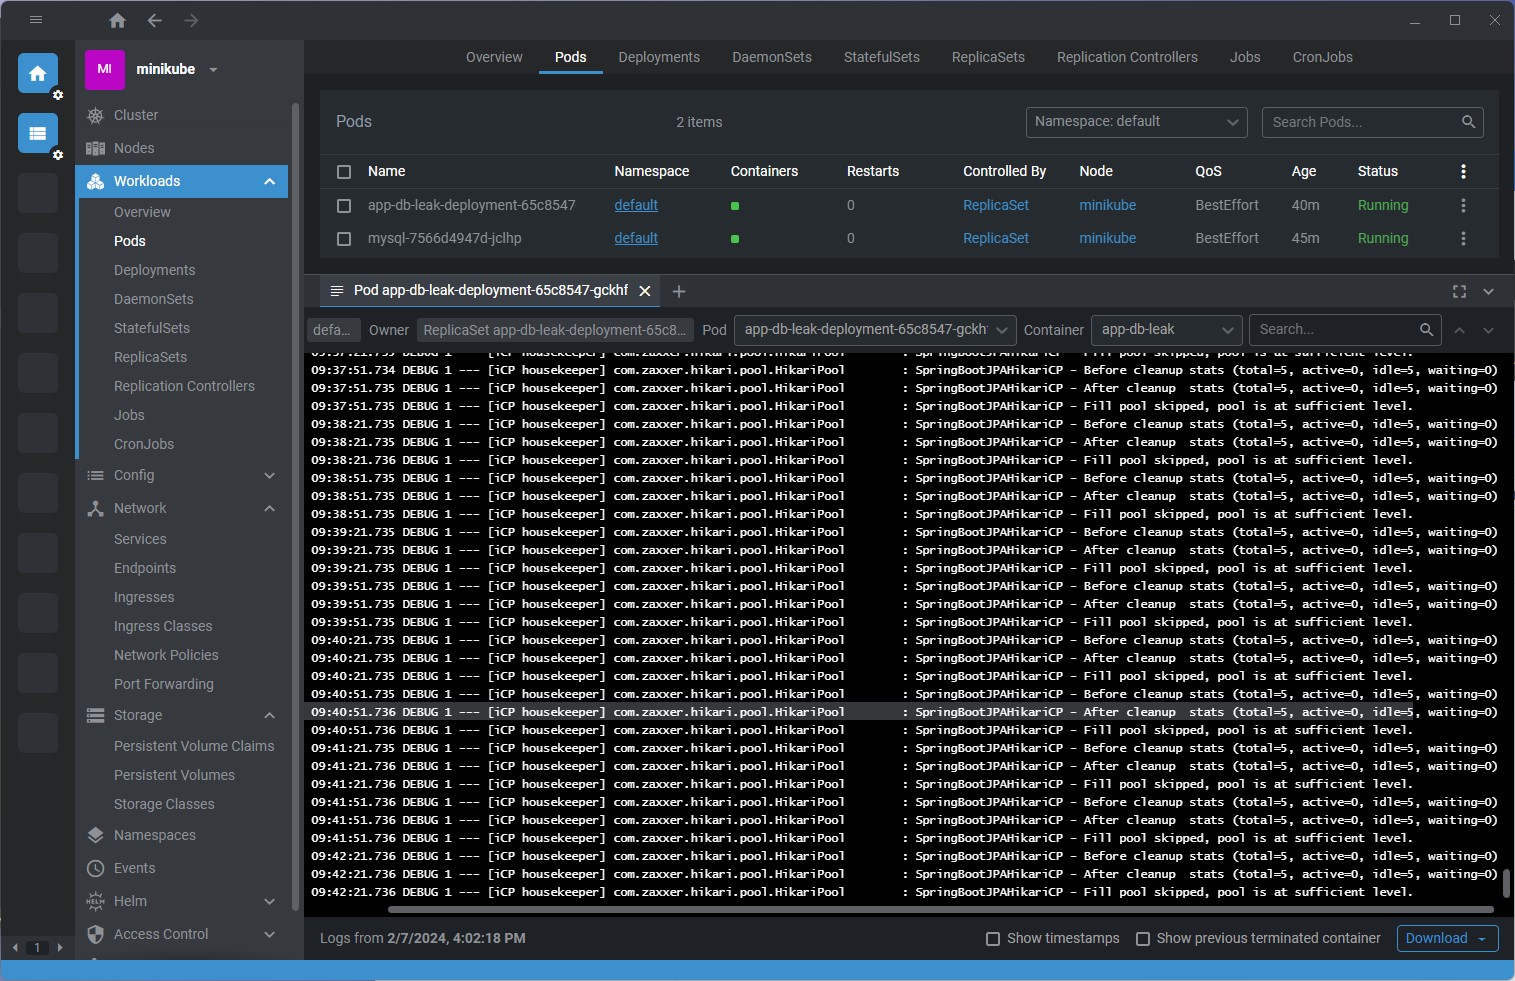 MI
minikube
Cluster
Nodes
Workloads
Overview
Pods
Deployments
DaemonSets
StatefulSets
ReplicaSets
Replication Controllers
Jobs
CronJobs
Config
Network
Services
Endpoints
Ingresses
Ingress Classes
Network Policies
Port Forwarding
Storage
Persistent Volume Claims
Persistent Volumes
Storage Classes
Namespaces
Events
HELM Helm
Access Control
1
Overview Pods Deployments DaemonSets StatefulSets ReplicaSets Replication Controllers Jobs CronJobs
Pods 2 items Namespace: default Search Pods...
Name Namespace Containers Restarts Controlled By Node QoS Age Status
app-db-leak-deployment-65c8547 default 0 ReplicaSet minikube BestEffort 40m Running
mysql-7566d4947d-jclhp default 0 ReplicaSet minikube BestEffort 45m Running
Pod app-db-leak-deployment-65c8547-gckhf
defa... Owner ReplicaSet app-db-leak-deployment-65c8... Pod app-db-leak-deployment-65c8547-gckh Container app-db-leak Search...
09:37:21.735 DEBUG 1 --- [iCP housekeeper] com.zaxxer.hikari.pool.HikariPool : SpringBootJPAHikariCP - Fill pool skipped, pool is at sufficient level.
09:37:51.734 DEBUG 1 --- [iCP housekeeper] com.zaxxer.hikari.pool.HikariPool : SpringBootJPAHikariCP - Before cleanup stats (total=5, active=0, idle=5, waiting=0)
09:37:51.735 DEBUG 1 --- [iCP housekeeper] com.zaxxer.hikari.pool.HikariPool : SpringBootJPAHikariCP - After cleanup stats (total=5, active=0, idle=5, waiting=0)
09:37:51.735 DEBUG 1 --- [iCP housekeeper] com.zaxxer.hikari.pool.HikariPool : SpringBootJPAHikariCP - Fill pool skipped, pool is at sufficient level.
09:38:21.735 DEBUG 1 --- [iCP housekeeper] com.zaxxer.hikari.pool.HikariPool : SpringBootJPAHikariCP - Before cleanup stats (total=5, active=0, idle=5, waiting=0)
09:38:21.735 DEBUG 1 --- [iCP housekeeper] com.zaxxer.hikari.pool.HikariPool : SpringBootJPAHikariCP - After cleanup stats (total=5, active=0, idle=5, waiting=0)
09:38:21.736 DEBUG 1 --- [iCP housekeeper] com.zaxxer.hikari.pool.HikariPool : SpringBootJPAHikariCP - Fill pool skipped, pool is at sufficient level.
09:38:51.735 DEBUG 1 --- [iCP housekeeper] com.zaxxer.hikari.pool.HikariPool : SpringBootJPAHikariCP - Before cleanup stats (total=5, active=0, idle=5, waiting=0)
09:38:51.735 DEBUG 1 --- [iCP housekeeper] com.zaxxer.hikari.pool.HikariPool : SpringBootJPAHikariCP - After cleanup stats (total=5, active=0, idle=5, waiting=0)
09:38:51.735 DEBUG 1 --- [iCP housekeeper] com.zaxxer.hikari.pool.HikariPool : SpringBootJPAHikariCP - Fill pool skipped, pool is at sufficient level.
09:39:21.735 DEBUG 1 --- [iCP housekeeper] com.zaxxer.hikari.pool.HikariPool : SpringBootJPAHikariCP - Before cleanup stats (total=5, active=0, idle=5, waiting=0)
09:39:21.735 DEBUG 1 --- [iCP housekeeper] com.zaxxer.hikari.pool.HikariPool : SpringBootJPAHikariCP - After cleanup stats (total=5, active=0, idle=5, waiting=0)
09:39:21.735 DEBUG 1 --- [iCP housekeeper] com.zaxxer.hikari.pool.HikariPool : SpringBootJPAHikariCP - Fill pool skipped, pool is at sufficient level.
09:39:51.735 DEBUG 1 --- [iCP housekeeper] com.zaxxer.hikari.pool.HikariPool : SpringBootJPAHikariCP - Before cleanup stats (total=5, active=0, idle=5, waiting=0)
09:39:51.735 DEBUG 1 --- [iCP housekeeper] com.zaxxer.hikari.pool.HikariPool : SpringBootJPAHikariCP - After cleanup stats (total=5, active=0, idle=5, waiting=0)
09:39:51.735 DEBUG 1 --- [iCP housekeeper] com.zaxxer.hikari.pool.HikariPool : SpringBootJPAHikariCP - Fill pool skipped, pool is at sufficient level.
09:40:21.735 DEBUG 1 --- [iCP housekeeper] com.zaxxer.hikari.pool.HikariPool : SpringBootJPAHikariCP - Before cleanup stats (total=5, active=0, idle=5, waiting=0)
09:40:21.735 DEBUG 1 --- [iCP housekeeper] com.zaxxer.hikari.pool.HikariPool : SpringBootJPAHikariCP - After cleanup stats (total=5, active=0, idle=5, waiting=0)
09:40:21.735 DEBUG 1 --- [iCP housekeeper] com.zaxxer.hikari.pool.HikariPool : SpringBootJPAHikariCP - Fill pool skipped, pool is at sufficient level.
09:40:51.735 DEBUG 1 --- [iCP housekeeper] com.zaxxer.hikari.pool.HikariPool : SpringBootJPAHikariCP - Before cleanup stats (total=5, active=0, idle=5, waiting=0)
09:40:51.736 DEBUG 1 --- [iCP housekeeper] com.zaxxer.hikari.pool.HikariPool : SpringBootJPAHikariCP - After cleanup stats (total=5, active=0, idle=5, waiting=0)
09:40:51.736 DEBUG 1 --- [iCP housekeeper] com.zaxxer.hikari.pool.HikariPool : SpringBootJPAHikariCP - Fill pool skipped, pool is at sufficient level.
09:41:21.735 DEBUG 1 --- [iCP housekeeper] com.zaxxer.hikari.pool.HikariPool : SpringBootJPAHikariCP - Before cleanup stats (total=5, active=0, idle=5, waiting=0)
09:41:21.736 DEBUG 1 --- [iCP housekeeper] com.zaxxer.hikari.pool.HikariPool : SpringBootJPAHikariCP - After cleanup stats (total=5, active=0, idle=5, waiting=0)
09:41:21.736 DEBUG 1 --- [iCP housekeeper] com.zaxxer.hikari.pool.HikariPool : SpringBootJPAHikariCP - Fill pool skipped, pool is at sufficient level.
09:41:51.736 DEBUG 1 --- [iCP housekeeper] com.zaxxer.hikari.pool.HikariPool : SpringBootJPAHikariCP - Before cleanup stats (total=5, active=0, idle=5, waiting=0)
09:41:51.736 DEBUG 1 --- [iCP housekeeper] com.zaxxer.hikari.pool.HikariPool : SpringBootJPAHikariCP - After cleanup stats (total=5, active=0, idle=5, waiting=0)
09:41:51.736 DEBUG 1 --- [iCP housekeeper] com.zaxxer.hikari.pool.HikariPool : SpringBootJPAHikariCP - Fill pool skipped, pool is at sufficient level.
09:42:21.736 DEBUG 1 --- [iCP housekeeper] com.zaxxer.hikari.pool.HikariPool : SpringBootJPAHikariCP - Before cleanup stats (total=5, active=0, idle=5, waiting=0)
09:42:21.736 DEBUG 1 --- [iCP housekeeper] com.zaxxer.hikari.pool.HikariPool : SpringBootJPAHikariCP - After cleanup stats (total=5, active=0, idle=5, waiting=0)
09:42:21.736 DEBUG 1 --- [iCP housekeeper] com.zaxxer.hikari.pool.HikariPool : SpringBootJPAHikariCP - Fill pool skipped, pool is at sufficient level.
Logs from 2/7/2024, 4:02:18 PM Show timestamps Show previous terminated container Download